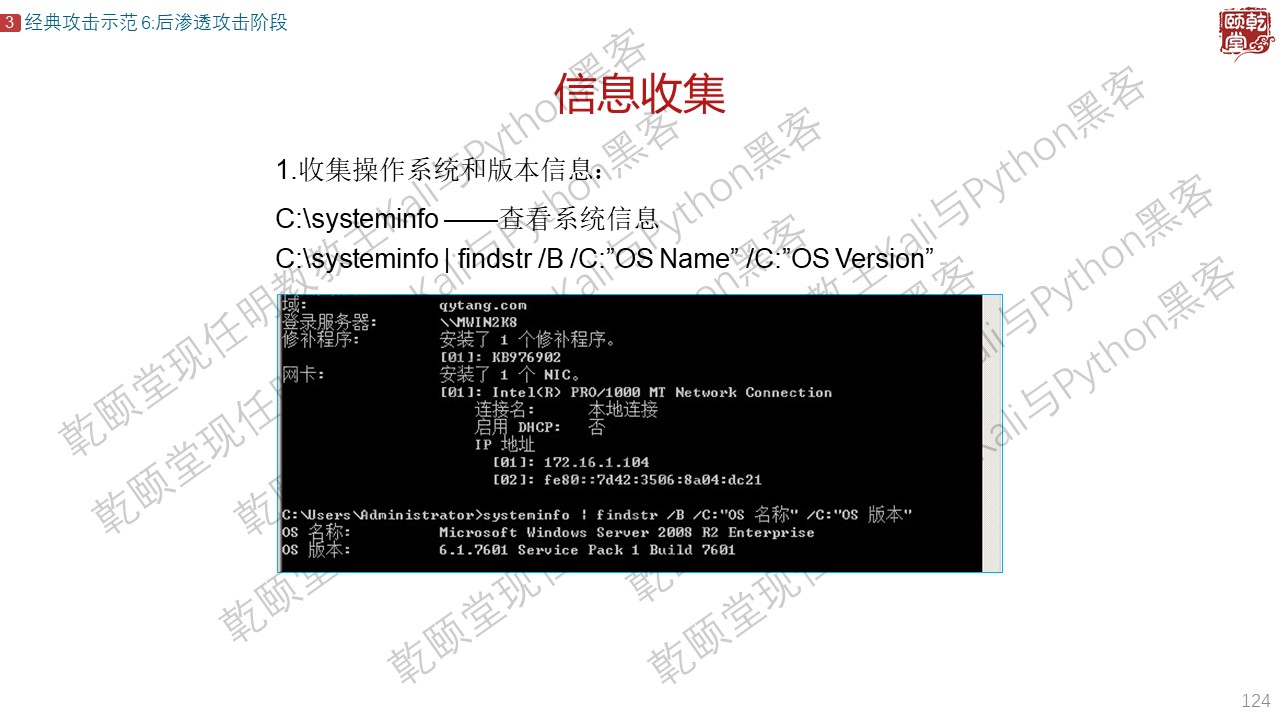 3 经典攻击示范 6:后渗透攻击阶段
乾颐堂
信息收集
1.收集操作系统和版本信息：
C:\systeminfo ——查看系统信息
C:\systeminfo | findstr /B /C:”OS Name” /C:”OS Version”
域: qytang.com
登录服务器: \\MWIN2K8
修补程序: 安装了 1 个修补程序。
[01]: KB976902
网卡: 安装了 1 个 NIC。
[01]: Intel(R) PRO/1000 MT Network Connection
连接名: 本地连接
启用 DHCP: 否
IP 地址
[01]: 172.16.1.104
[02]: fe80::7d42:3506:8a04:dc21
C:\Users\Administrator>systeminfo | findstr /B /C:"OS 名称" /C:"OS 版本"
OS 名称: Microsoft Windows Server 2008 R2 Enterprise
OS 版本: 6.1.7601 Service Pack 1 Build 7601
乾颐堂现任明教教主Kali与Python黑客
124